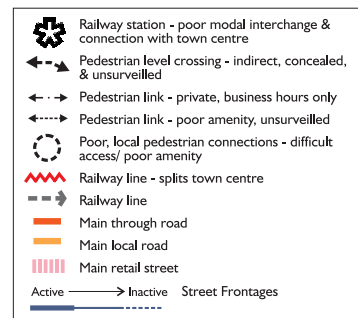 Railway station - poor modal interchange &
connection with town centre
Pedestrian level crossing - indirect, concealed,
& unsurveilled
Pedestrian link - private, business hours only
Pedestrian link - poor amenity, unsurveilled
Poor, local pedestrian connections - difficult
access/ poor amenity
Railway line - splits town centre
Railway line
Main through road
Main local road
Main retail street
Active Inactive Street Frontages